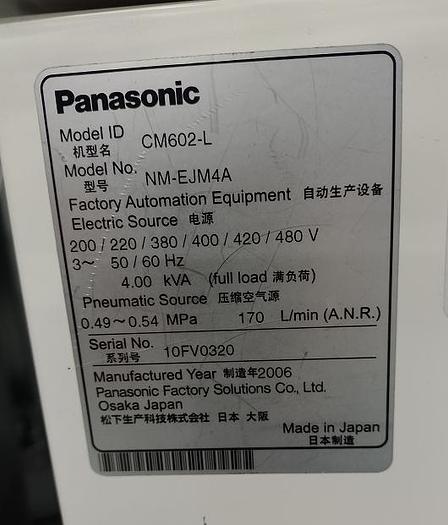 Panasonic
Model ID CM602-L
机型名
Model No. NM-EJM4A
型号
Factory Automation Equipment 自动生产设备
Electric Source 电源
200 / 220 / 380 / 400 / 420 / 480 V
3~ 50 / 60 Hz
4.00 kVA (full load 满负荷)
Pneumatic Source 压缩空气源
0.49~0.54 MPa 170 L/min (A.N.R.)
Serial No. 10FV0320
系列号
Manufactured Year 制造年2006
Panasonic Factory Solutions Co., Ltd.
Osaka Japan
松下生产科技株式会社 日本 大阪
Made in Japan
日本制造